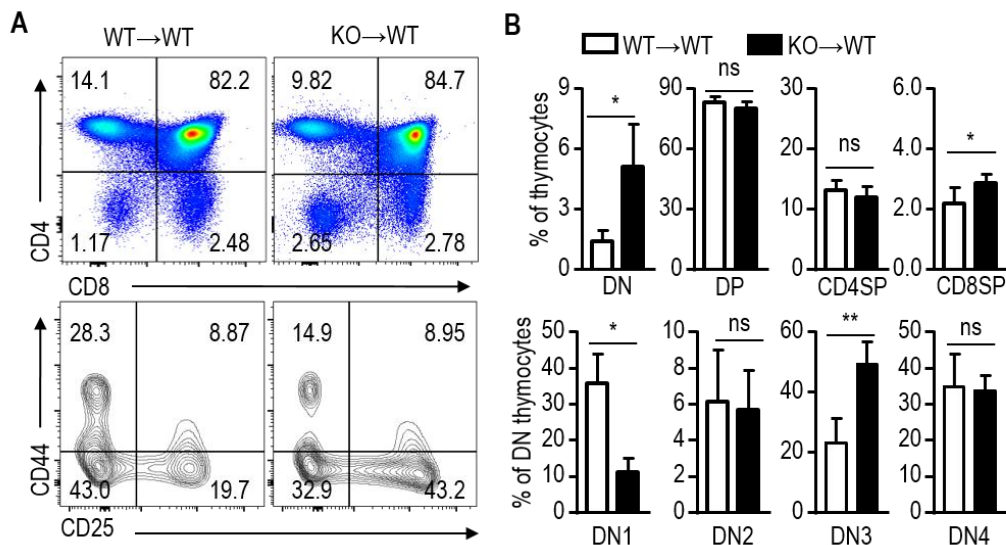 A
WT→WT
KO→WT
14.1
82.2
9.82
84.7
CD4
1.17
2.48
2.65
2.78
CD8
28.3
8.87
14.9
8.95
CD44
43.0
19.7
32.9
43.2
CD25
B
WT→WT
KO→WT
% of thymocytes
9
6
3
0
*
DN
90
60
30
0
ns
DP
30
20
10
0
ns
CD4SP
6.0
4.0
2.0
0.0
*
CD8SP
% of DN thymocytes
50
40
30
20
10
0
*
DN1
12
10
8
6
4
2
0
ns
DN2
60
40
20
0
**
DN3
50
40
30
20
10
0
ns
DN4